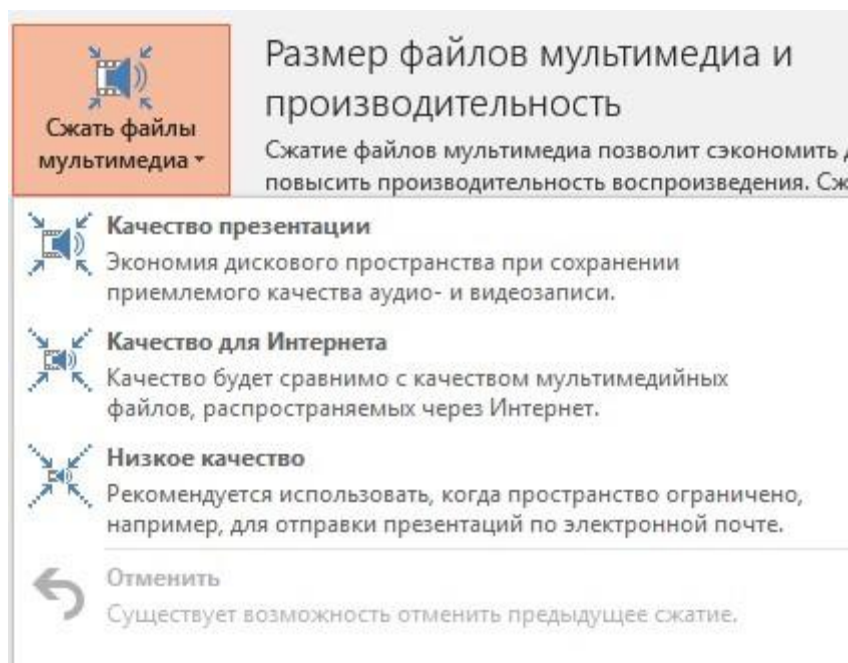 Сжать файлы
мультимедиа
Размер файлов мультимедиа и
производительность
Сжатие файлов мультимедиа позволит сэкономить
повысить производительность воспроизведения.
Качество презентации
Экономия дискового пространства при сохранении
приемлемого качества аудио- и видеозаписи.
Качество для Интернета
Качество будет сравнимо с качеством мультимедийных
файлов, распространяемых через Интернет.
Низкое качество
Рекомендуется использовать, когда пространство ограничено,
например, для отправки презентаций по электронной почте.
Отменить
Существует возможность отменить предыдущее сжатие.